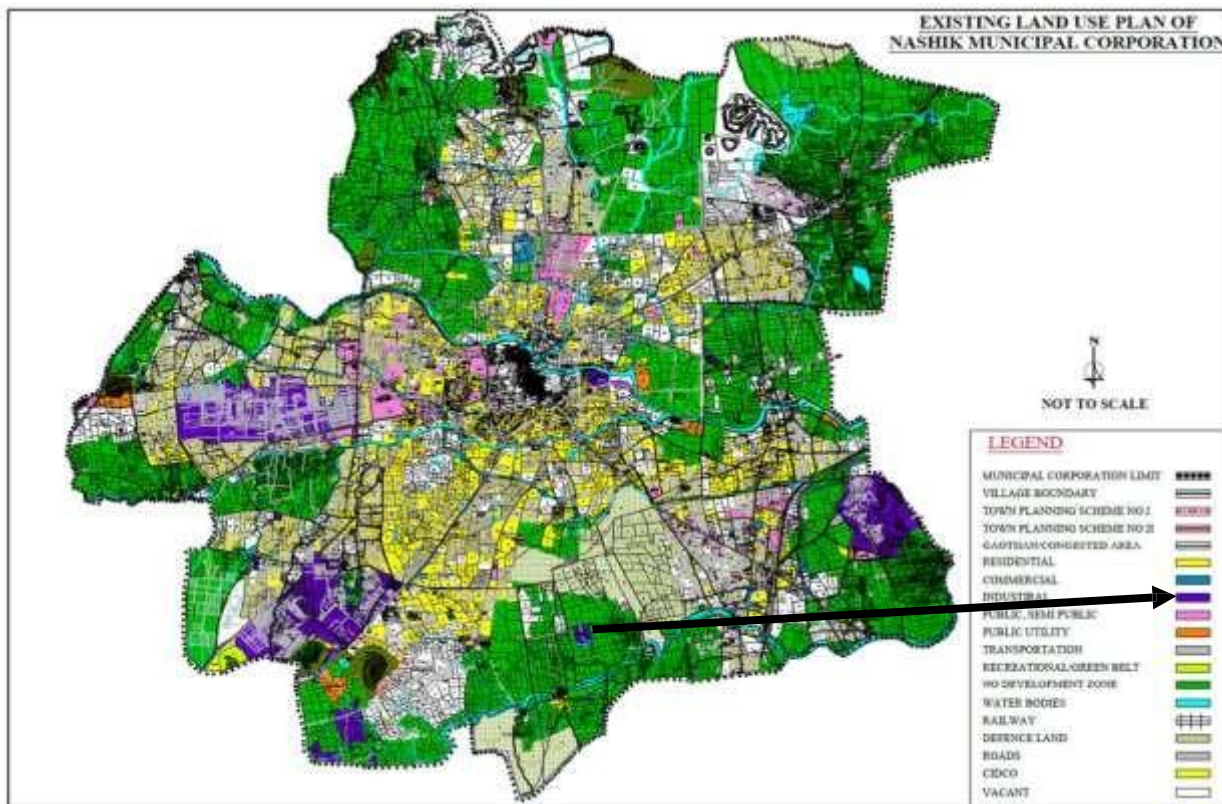 EXISTING LAND USE PLAN OF
NASHIK MUNICIPAL CORPORATION
N
NOT TO SCALE
LEGEND
MUNICIPAL CORPORATION LIMIT
VILLAGE BOUNDARY
TOWN PLANNING SCHEME NO I
TOWN PLANNING SCHEME NO II
GAOTHAN/CONGESTED AREA
RESIDENTIAL
COMMERCIAL
INDUSTIRAL
PUBLIC, SEMI PUBLIC
PUBLIC UTILITY
TRANSPORTATION
RECREATIONAL/GREEN BELT
NO DEVELOPMENT ZONE
WATER BODIES
RAILWAY
DEFENCE LAND
ROADS
CIDCO
VACANT